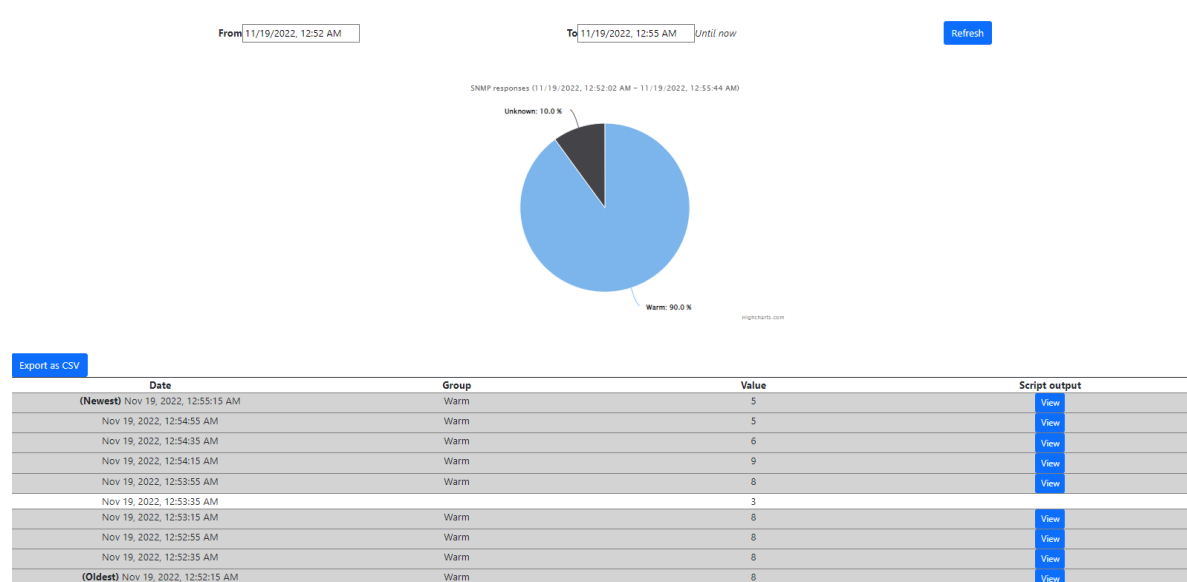 From 11/19/2022, 12:52 AM To 11/19/2022, 12:55 AM Until now Refresh
SNMP responses (11/19/2022, 12:52:02 AM ~ 11/19/2022, 12:55:44 AM)
Unknown: 10.0 %
Warm: 90.0 %
Highcharts.com
Export as CSV
Date Group Value Script output
(Newest) Nov 19, 2022, 12:55:15 AM Warm 5 View
Nov 19, 2022, 12:54:55 AM Warm 5 View
Nov 19, 2022, 12:54:35 AM Warm 6 View
Nov 19, 2022, 12:54:15 AM Warm 9 View
Nov 19, 2022, 12:53:55 AM Warm 8 View
Nov 19, 2022, 12:53:35 AM 3
Nov 19, 2022, 12:53:15 AM Warm 8 View
Nov 19, 2022, 12:52:55 AM Warm 8 View
Nov 19, 2022, 12:52:35 AM Warm 8 View
(Oldest) Nov 19, 2022, 12:52:15 AM Warm 8 View